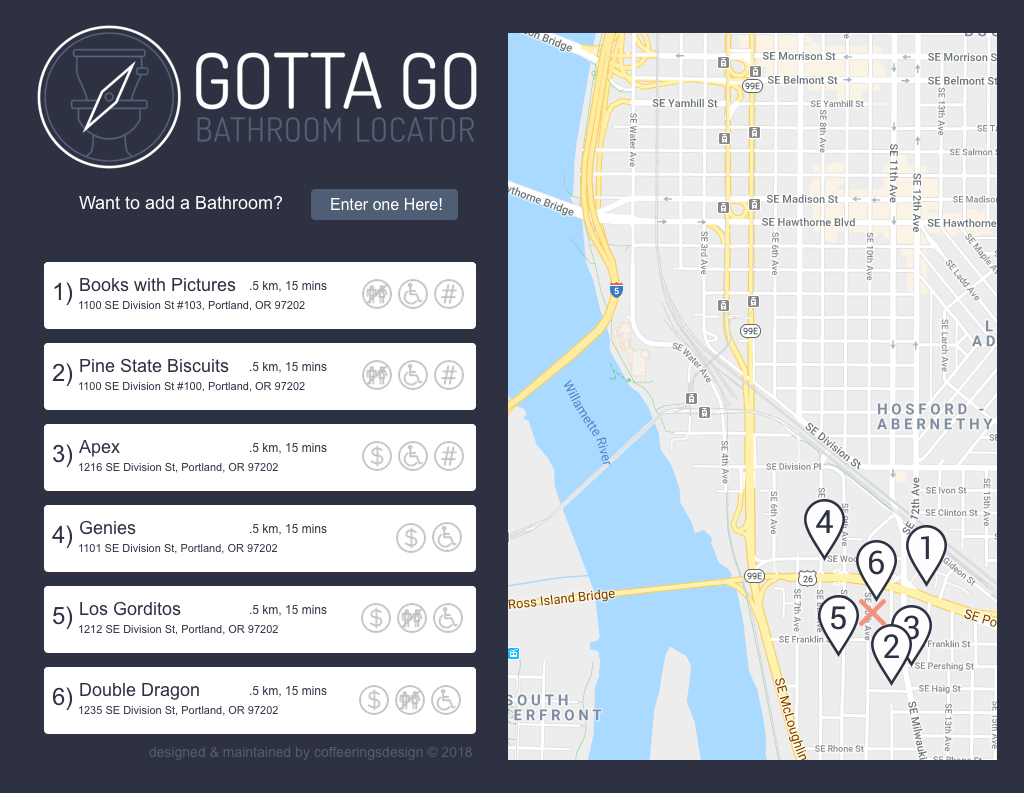 GOTTA GO
BATHROOM LOCATOR
Want to add a Bathroom?
Enter one Here!
1) Books with Pictures .5 km, 15 mins
1100 SE Division St #103, Portland, OR 97202
#
2) Pine State Biscuits .5 km, 15 mins
1100 SE Division St #100, Portland, OR 97202
#
3) Apex .5 km, 15 mins
1216 SE Division St, Portland, OR 97202
$ #
4) Genies .5 km, 15 mins
1101 SE Division St, Portland, OR 97202
$
5) Los Gorditos .5 km, 15 mins
1212 SE Division St, Portland, OR 97202
$
6) Double Dragon .5 km, 15 mins
1235 SE Division St, Portland, OR 97202
$
designed & maintained by coffeeringsdesign © 2018
on Bridge
SE Morrison St
SE Morrison St
SE Belmont St
SE Belmont St
99E
SE Yamhill St
SE Yamhill St
SE 13th Ave
SE Water Ave
SE 8th Ave
SE Ta
SE Salmon S
SE 11th Ave
SE 12th Ave
wthorne Bridge
SE Madison St
SE Madison
SE Hawthorne Blvd
SE Hawthorne
SE 3rd Ave
SE 6th Ave
SE 10th Ave
SE Maple A
SE Ladd Ave
5
99E
SE Larch Ave
L
AD
SE Water Ave
Willamette River
HOSFORD -
ABERNETHY
SE Division St
SE 4th Ave
SE Division Pl
SE 6th Ave
SE 12th Ave
SE 15th Ave
SE Ivon St
SE Clinton St
4
6
1
SE Woo
Gideon St
99E
26
Ross Island Bridge
SE Po
SE 7th Ave
5
3
2
SE Franklin
Franklin St
SE Pershing St
SE Haig St
SE 13th Ave
SE McLoughlin
SE Milwauki
SOUTH
ERFRONT
SE Rhone St
SE Rhone St